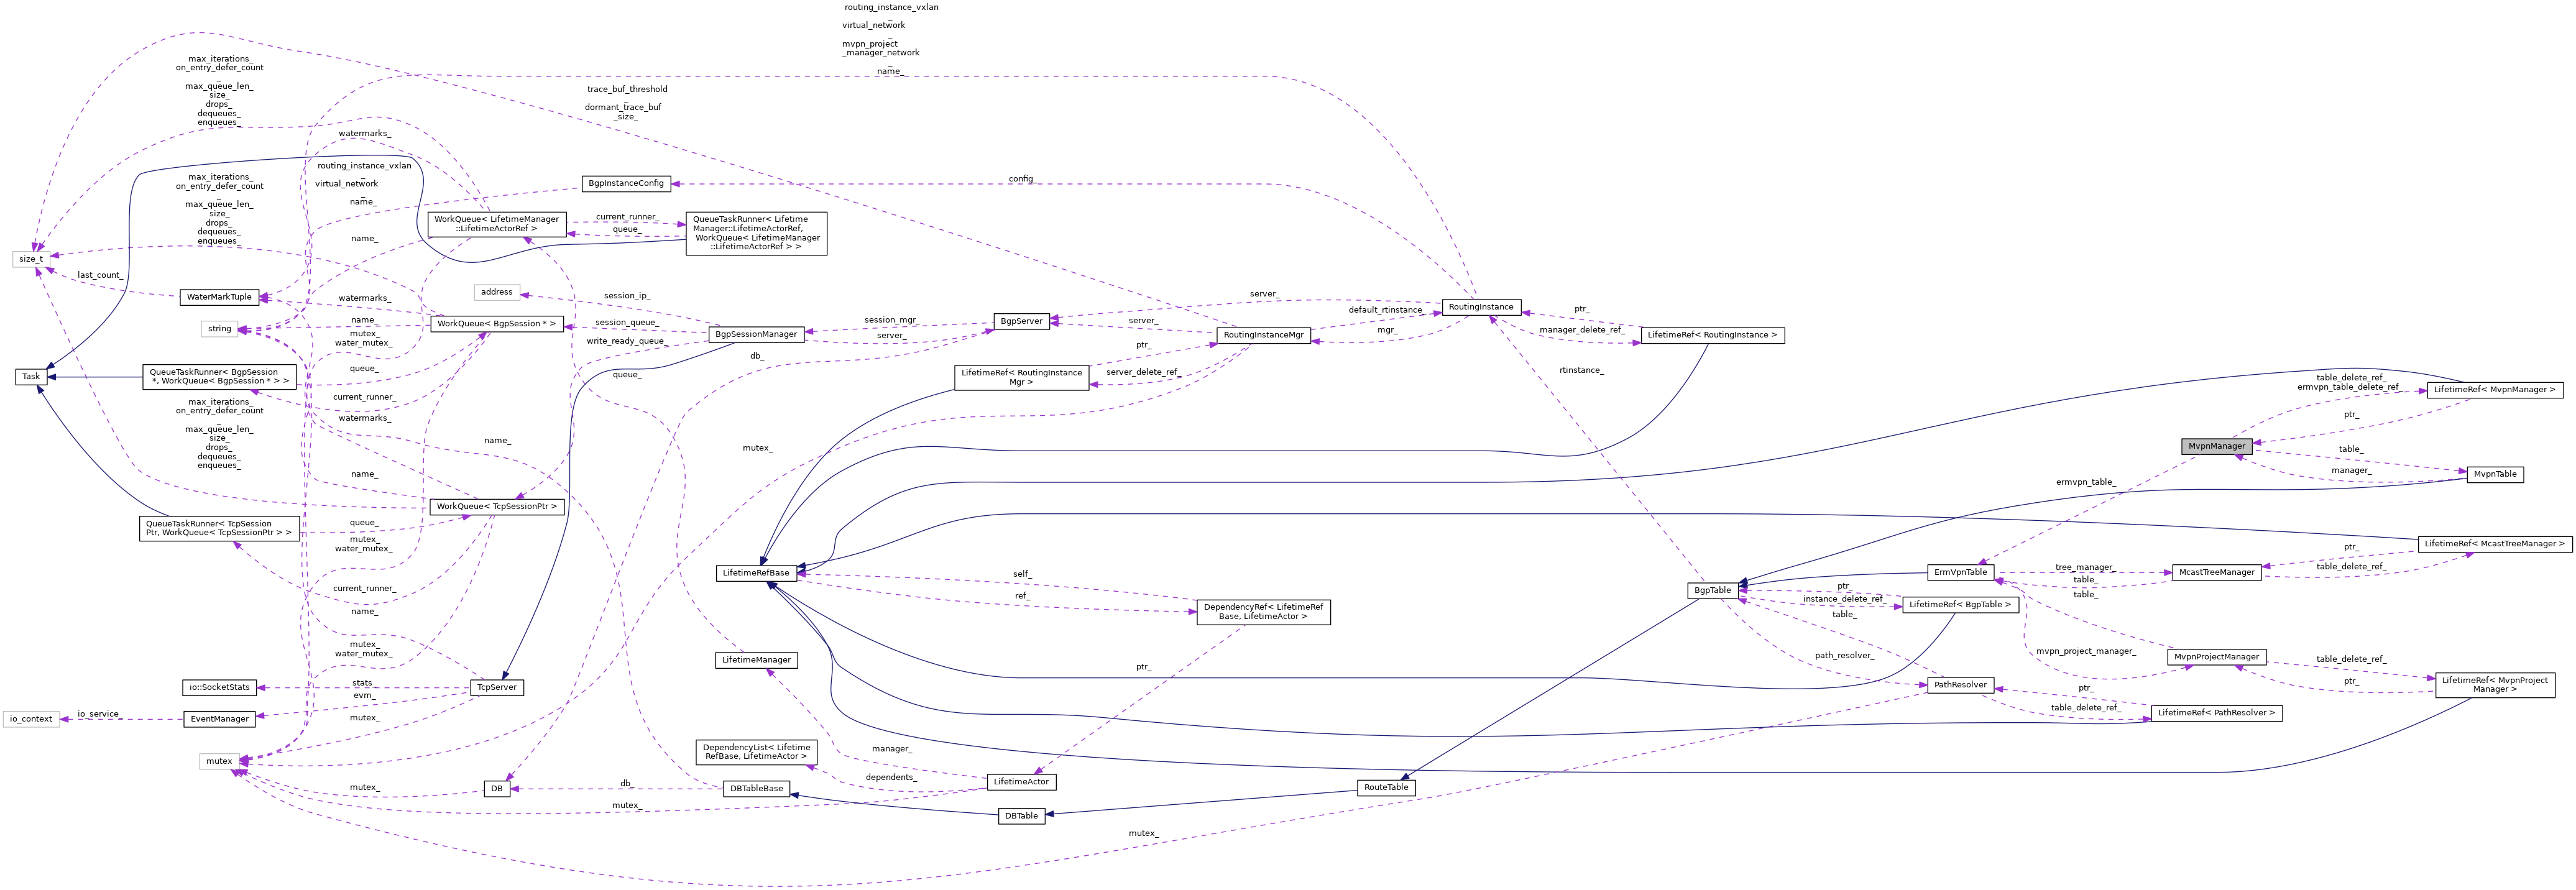 routing_instance_vxlan
_
virtual_network
_
mvpn_project
_manager_network
_
name_
max_iterations_
on_entry_defer_count
_
max_queue_len_
size_
drops_
dequeues_
enqueues_
trace_buf_threshold
_
dormant_trace_buf
_size_
watermarks_
routing_instance_vxlan
_
virtual_network
_
name_
max_iterations_
on_entry_defer_count
_
max_queue_len_
size_
drops_
dequeues_
enqueues_
BgpInstanceConfig
config_
WorkQueue< LifetimeManager
::LifetimeActorRef >
current_runner_
queue_
QueueTaskRunner< Lifetime
Manager::LifetimeActorRef,
WorkQueue< LifetimeManager
::LifetimeActorRef > >
name_
size_t
last_count_
WaterMarkTuple
watermarks_
address
session_ip_
string
name_
WorkQueue< BgpSession * >
session_queue_
mutex_
water_mutex_
write_ready_queue_
BgpSessionManager
session_mgr_
server_
BgpServer
server_
server_
db_
RoutingInstanceMgr
default_rtinstance_
mgr_
RoutingInstance
ptr_
manager_delete_ref_
LifetimeRef< RoutingInstance >
Task
QueueTaskRunner< BgpSession
*, WorkQueue< BgpSession * > >
queue_
current_runner_
queue_
LifetimeRef< RoutingInstance
Mgr >
ptr_
server_delete_ref_
rtinstance_
table_delete_ref_
ermvpn_table_delete_ref_
LifetimeRef< MvpnManager >
ptr_
MvpnManager
table_
manager_
MvpnTable
ermvpn_table_
max_iterations_
on_entry_defer_count
_
max_queue_len_
size_
drops_
dequeues_
enqueues_
watermarks_
name_
mutex_
name_
WorkQueue< TcpSessionPtr >
QueueTaskRunner< TcpSession
Ptr, WorkQueue< TcpSessionPtr > >
queue_
mutex_
water_mutex_
current_runner_
name_
LifetimeRefBase
self_
ref_
DependencyRef< LifetimeRef
Base, LifetimeActor >
ptr_
LifetimeRef< McastTreeManager >
ptr_
table_delete_ref_
McastTreeManager
tree_manager_
table_
table_
ErmVpnTable
BgpTable
ptr_
instance_delete_ref_
table_
LifetimeRef< BgpTable >
mutex_
water_mutex_
LifetimeManager
path_resolver_
mvpn_project_manager_
MvpnProjectManager
table_delete_ref_
ptr_
LifetimeRef< MvpnProject
Manager >
PathResolver
ptr_
table_delete_ref_
LifetimeRef< PathResolver >
io::SocketStats
stats_
evm_
TcpServer
io_context
io_service_
EventManager
mutex_
mutex
DependencyList< Lifetime
RefBase, LifetimeActor >
manager_
dependents_
LifetimeActor
mutex_
DB
db_
DBTableBase
mutex_
RouteTable
DBTable
mutex_